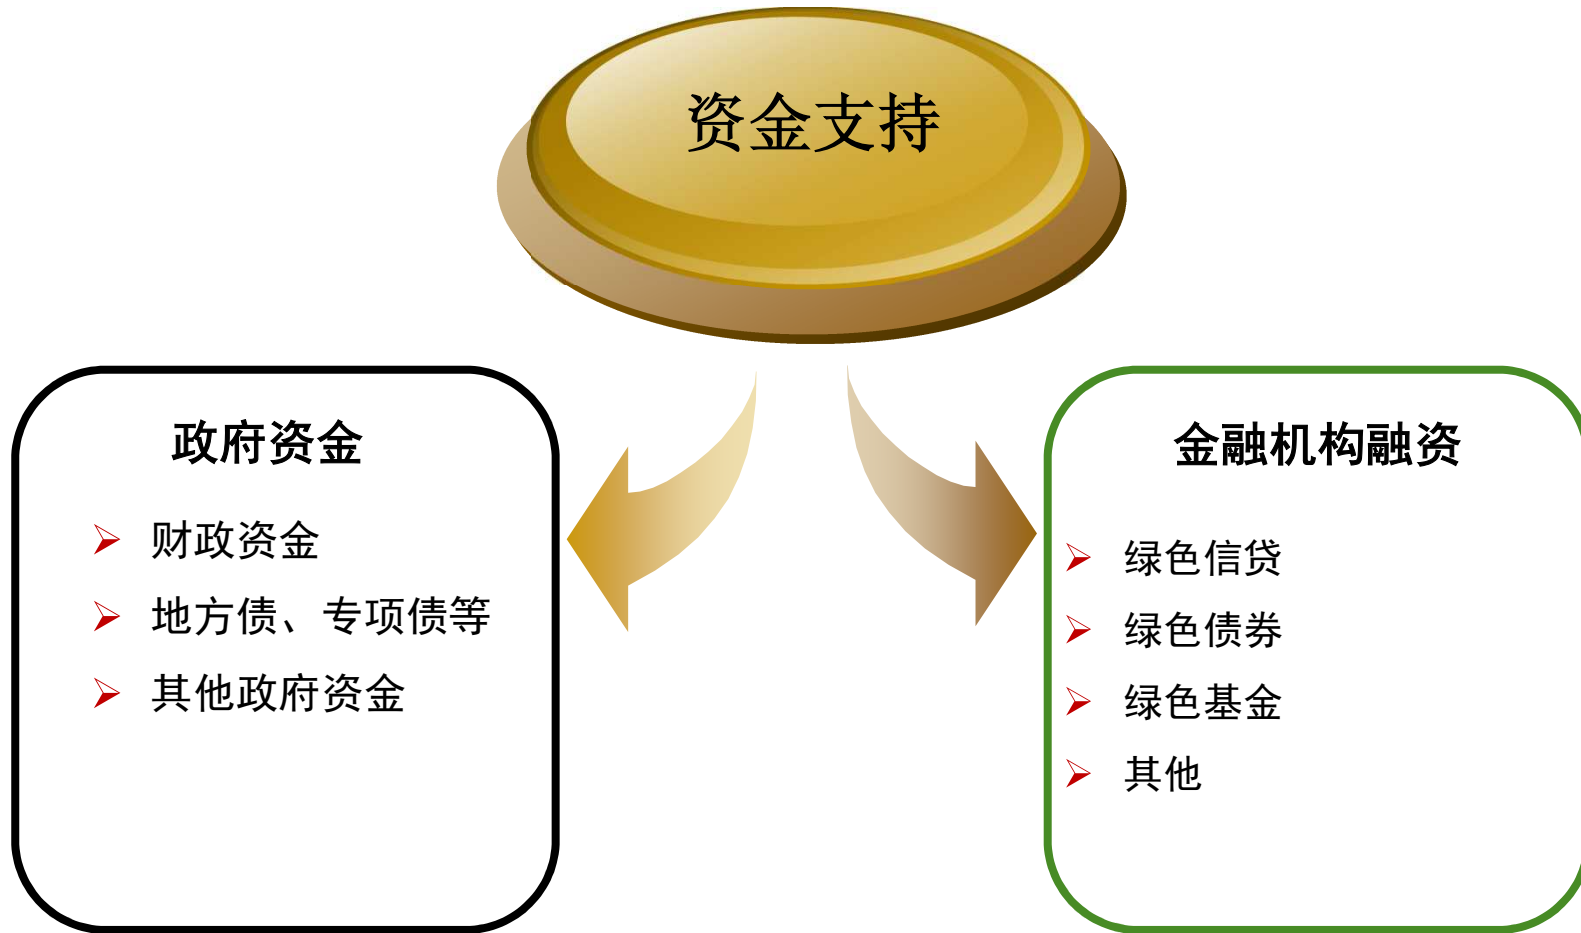 资金支持
政府资金
财政资金
地方债、专项债等
其他政府资金
金融机构融资
绿色信贷
绿色债券
绿色基金
其他